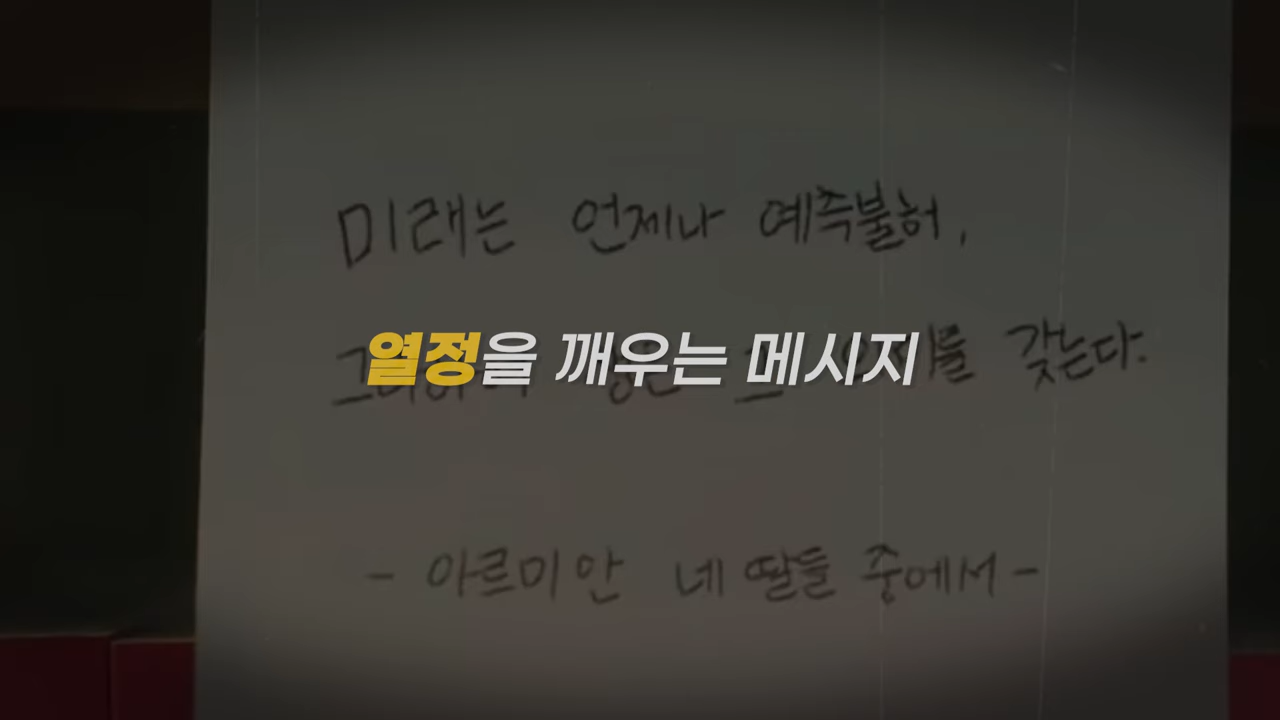 미래는 언제나 예측불허,
열정을 깨우는 메시지
갖는다.
- 아르미안 네 딸들 중에서 -